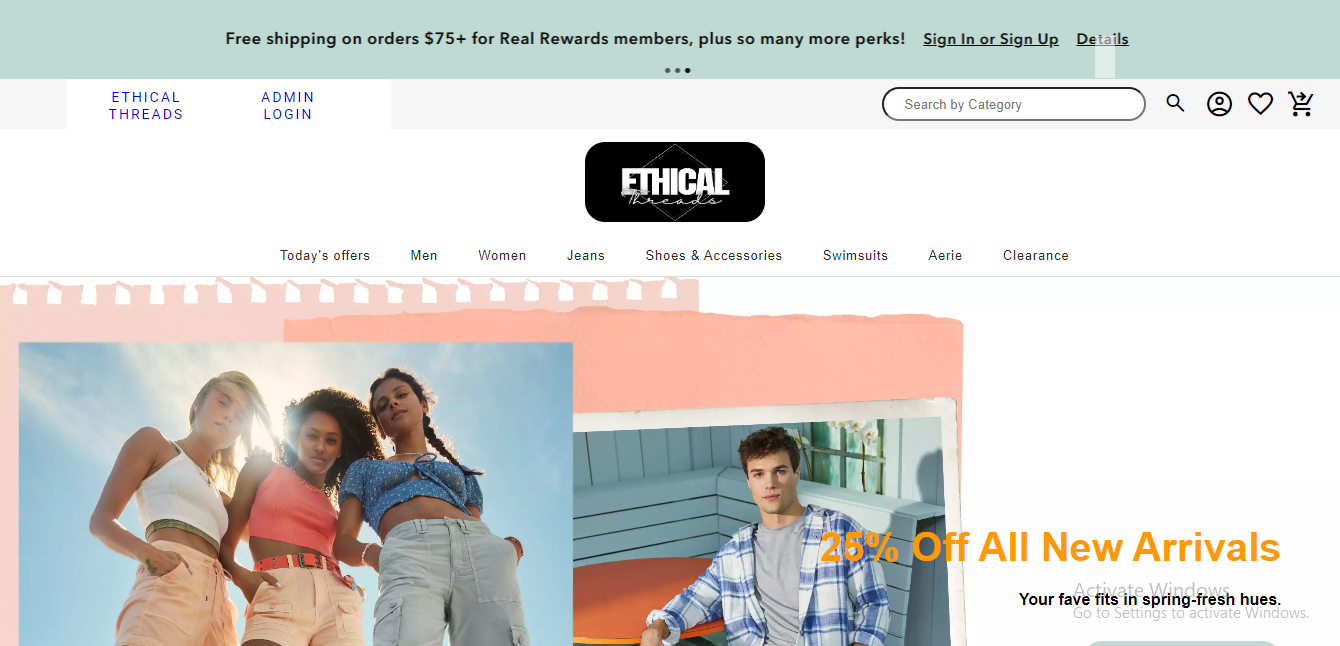 Free shipping on orders $75+ for Real Rewards members, plus so many more perks! Sign In or Sign Up Details
ETHICAL
THREADS
ADMIN
LOGIN
Search by Category
ETHICAL
Threads
Today's offers Men Women Jeans Shoes & Accessories Swimsuits Aerie Clearance
25% Off All New Arrivals
Activate Windows
Your fave fits in spring-fresh hues.
Go to Settings to activate Windows.